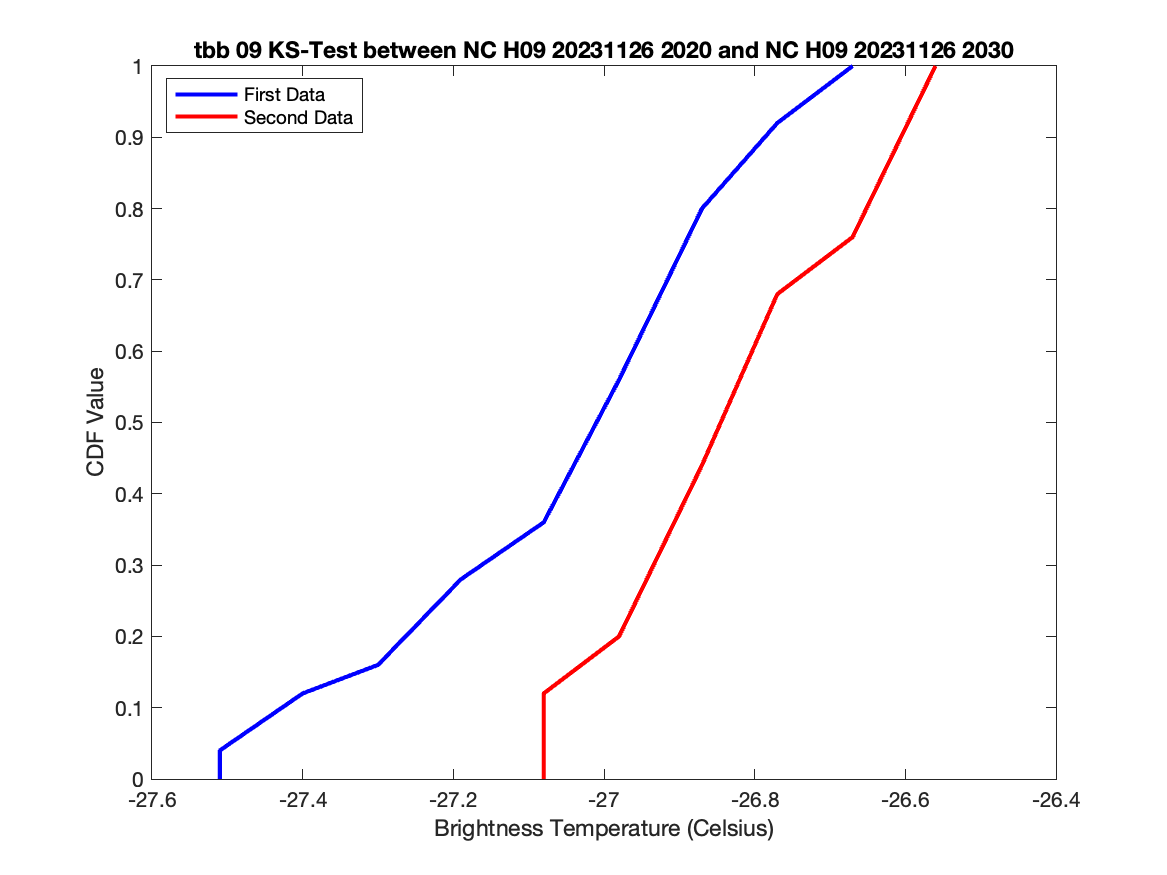 tbb 09 KS-Test between NC H09 20231126 2020 and NC H09 20231126 2030
First Data
Second Data
CDF Value
1
0.9
0.8
0.7
0.6
0.5
0.4
0.3
0.2
0.1
0
-27.6 -27.4 -27.2 -27 -26.8 -26.6 -26.4
Brightness Temperature (Celsius)